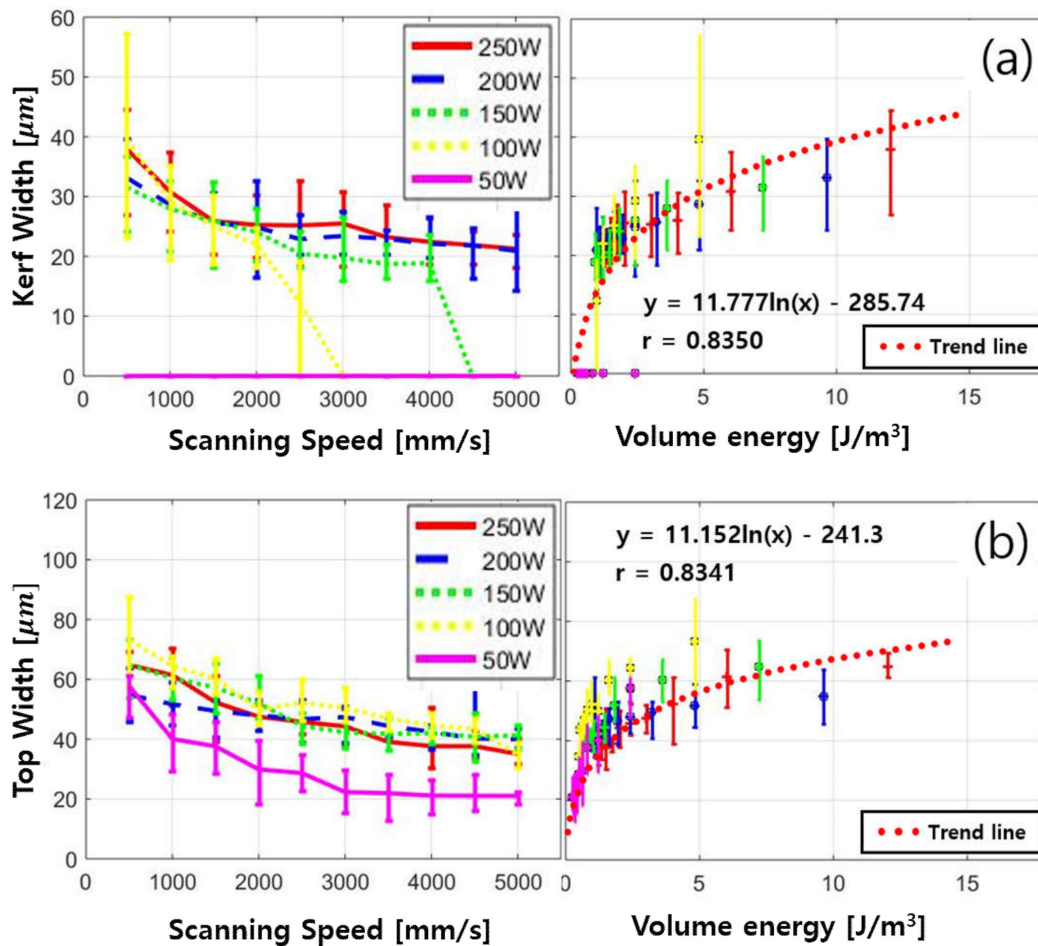 60
50
40
30
20
10
0
Kerf Width [μm]
250W
200W
150W
100W
50W
0 1000 2000 3000 4000 5000
Scanning Speed [mm/s]
(a)
y = 11.777ln(x) - 285.74
r = 0.8350
Trend line
0 5 10 15
Volume energy [J/m³]
120
100
80
60
40
20
0
Top Width [μm]
250W
200W
150W
100W
50W
0 1000 2000 3000 4000 5000
Scanning Speed [mm/s]
y = 11.152ln(x) - 241.3
r = 0.8341
(b)
Trend line
0 5 10 15
Volume energy [J/m³]